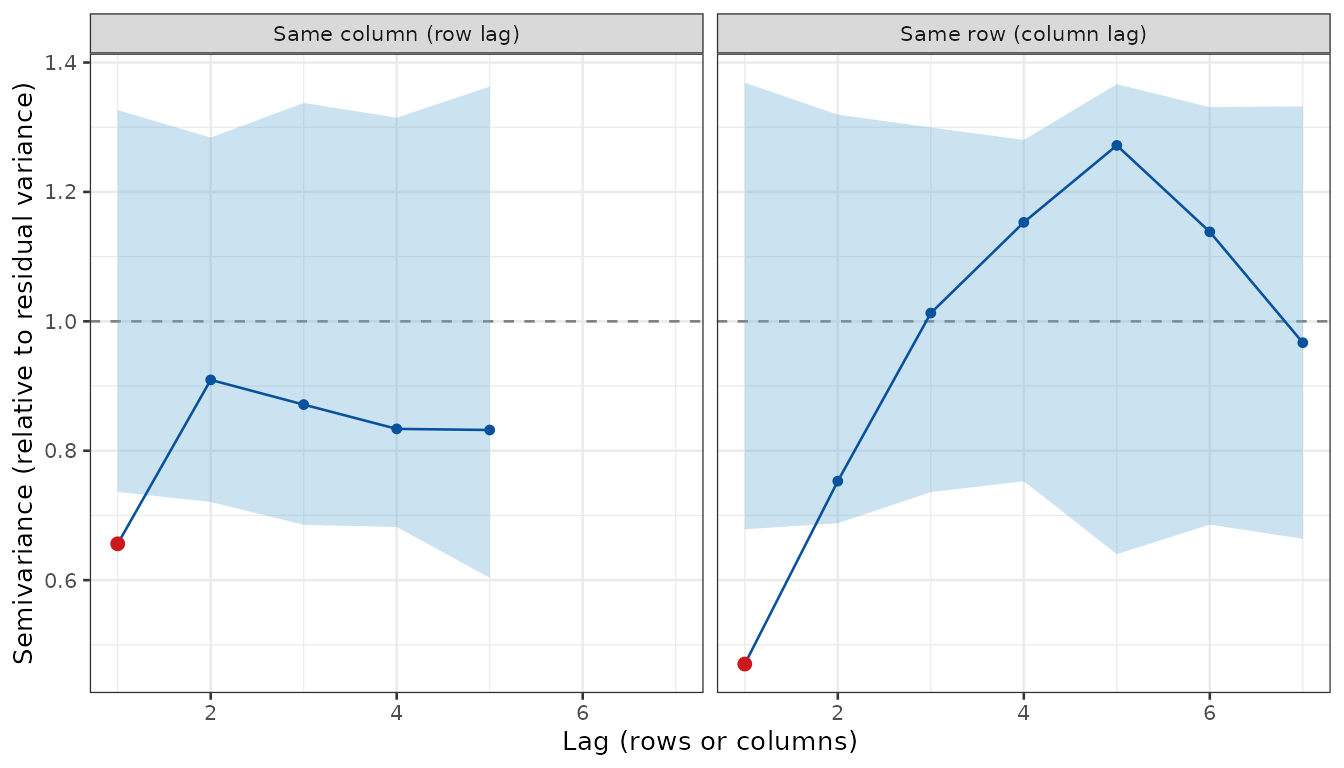 Same column (row lag)
Same row (column lag)
Semivariance (relative to residual variance)
1.4
1.2
1.0
0.8
0.6
2 4 6
2 4 6
Lag (rows or columns)